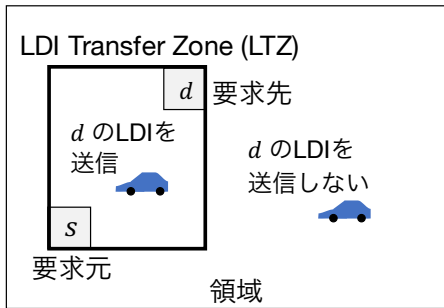 LDI Transfer Zone (LTZ)
d 要求先
d のLDIを
送信
d のLDIを
送信しない
s
要求元
領域